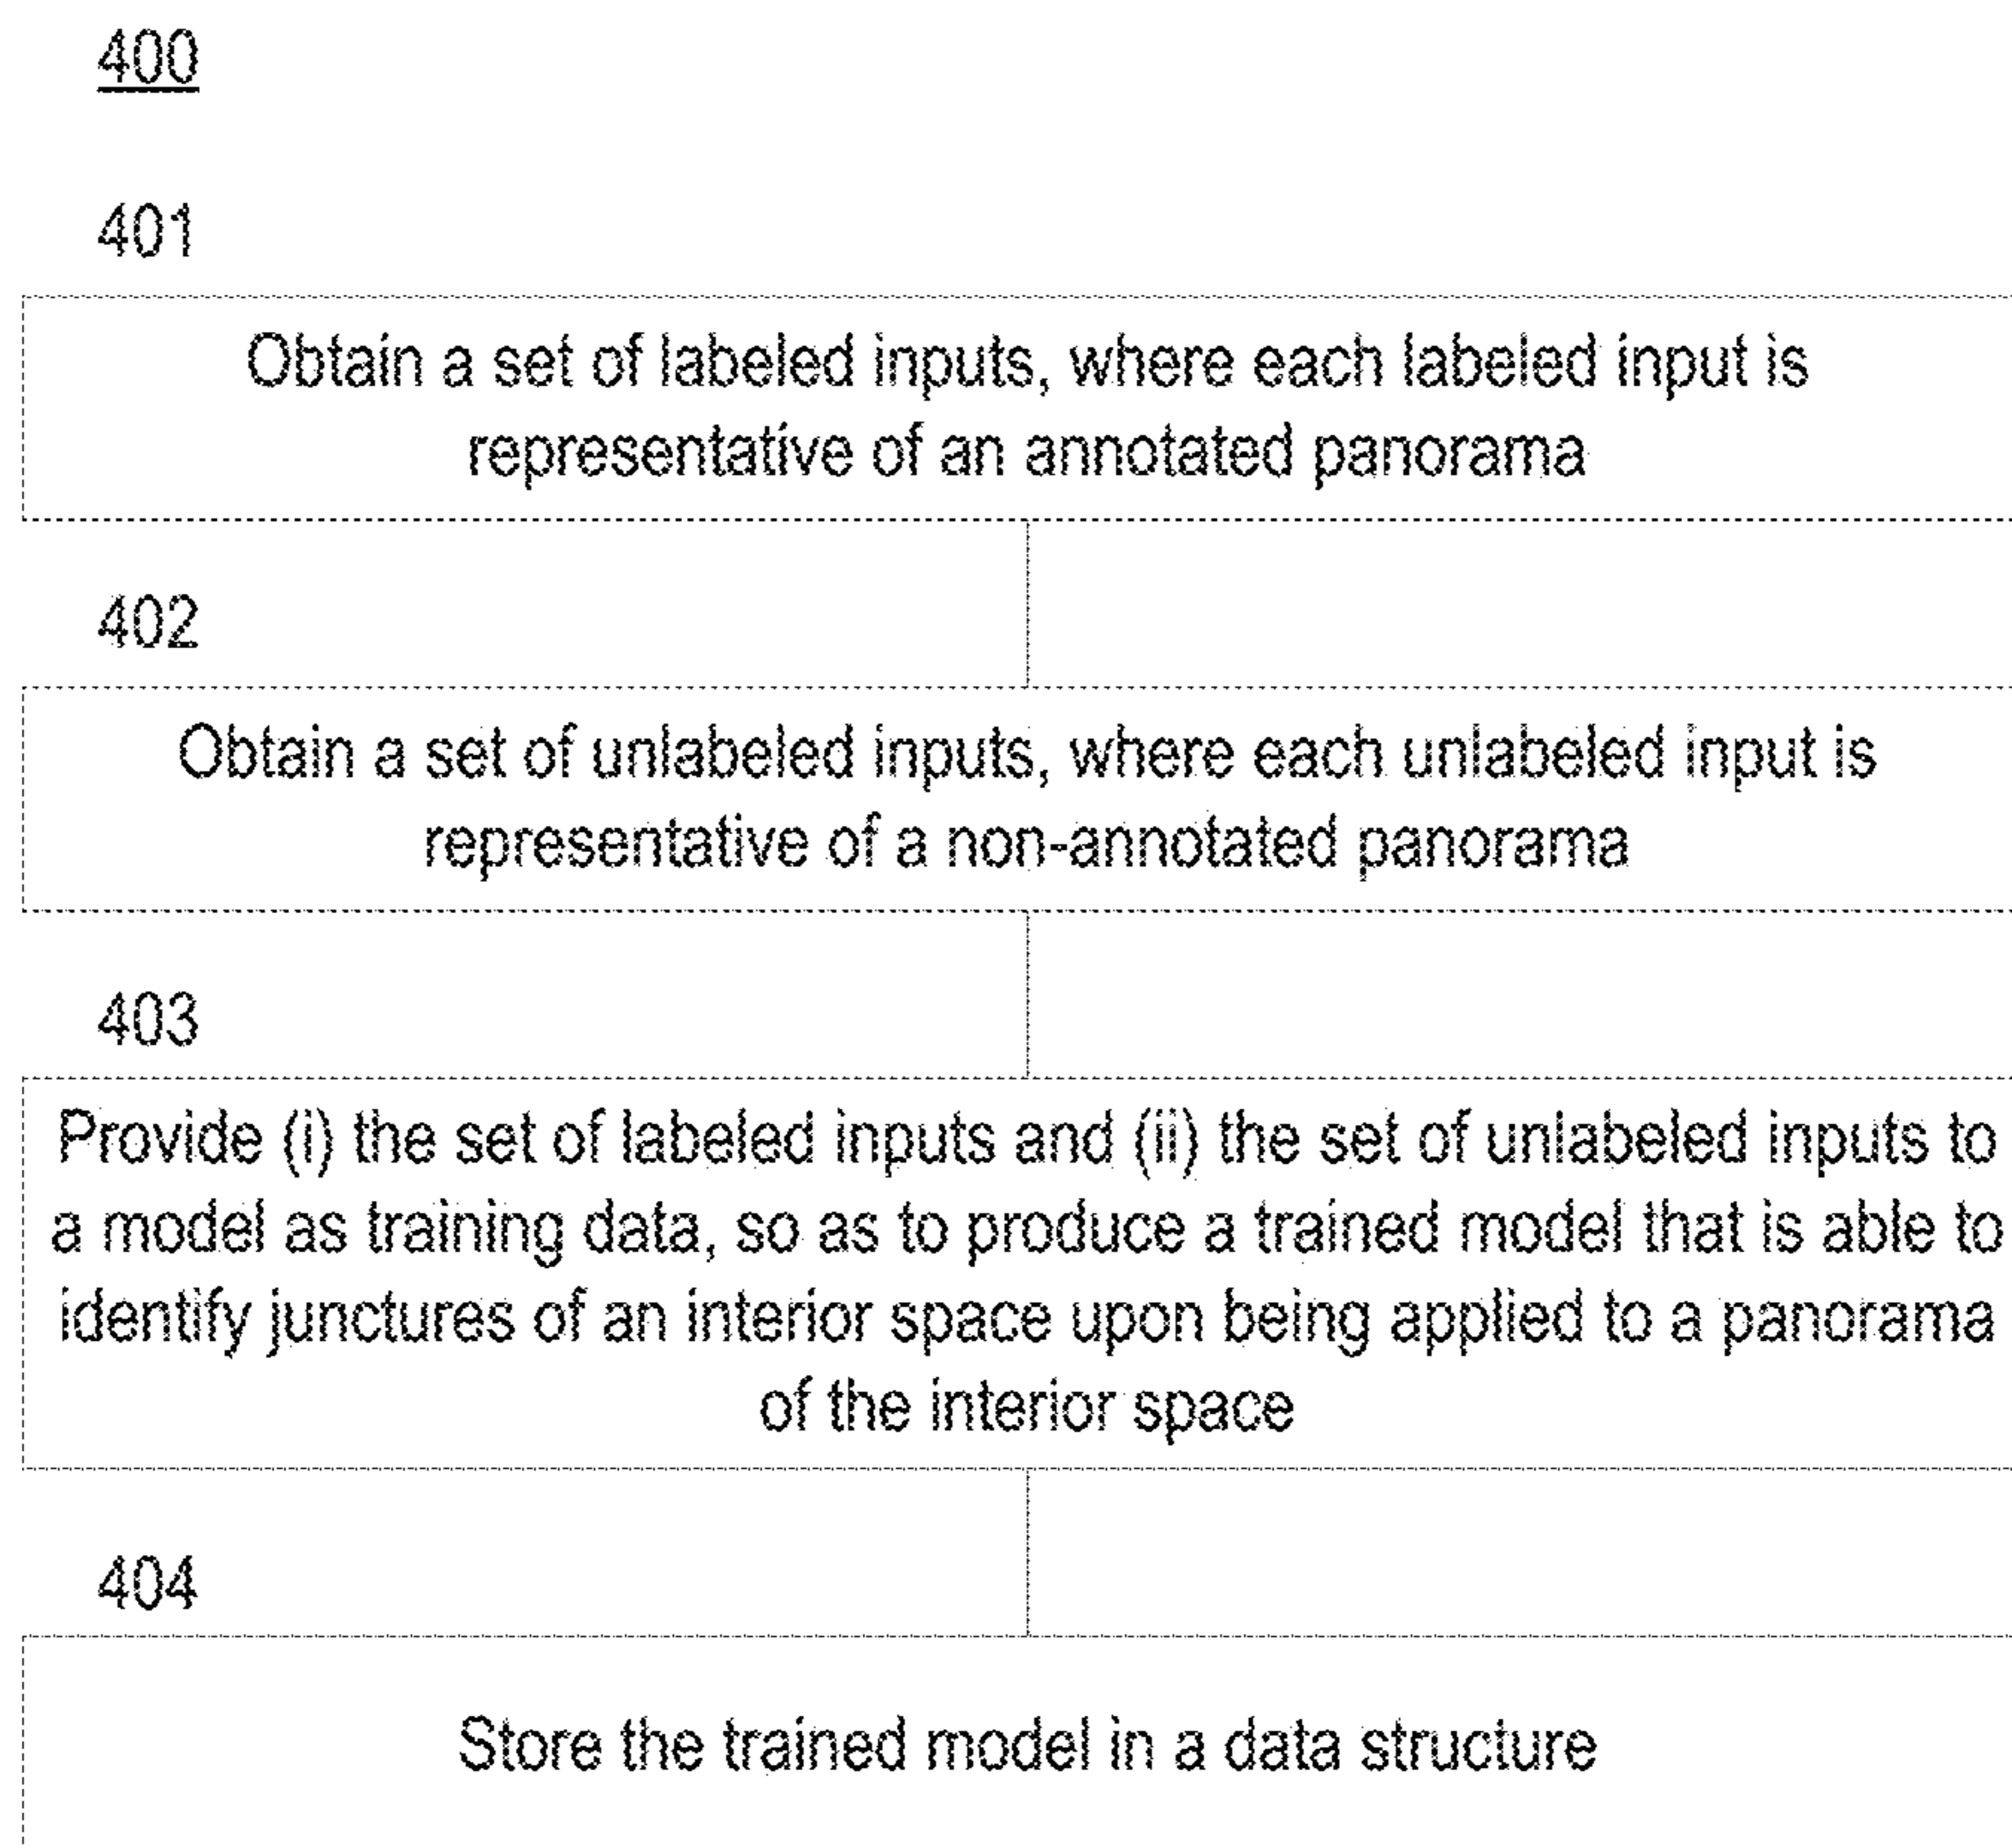 400
401
Obtain a set of labeled inputs, where each labeled input is
representative of an annotated panorama
402
Obtain a set of unlabeled inputs, where each unlabeled input is
representative of a non-annotated panorama
403
Provide (i) the set of labeled inputs and (ii) the set of unlabeled inputs to
a model as training data, so as to produce a trained model that is able to
identify junctures of an interior space upon being applied to a panorama
of the interior space
404
Store the trained model in a data structure